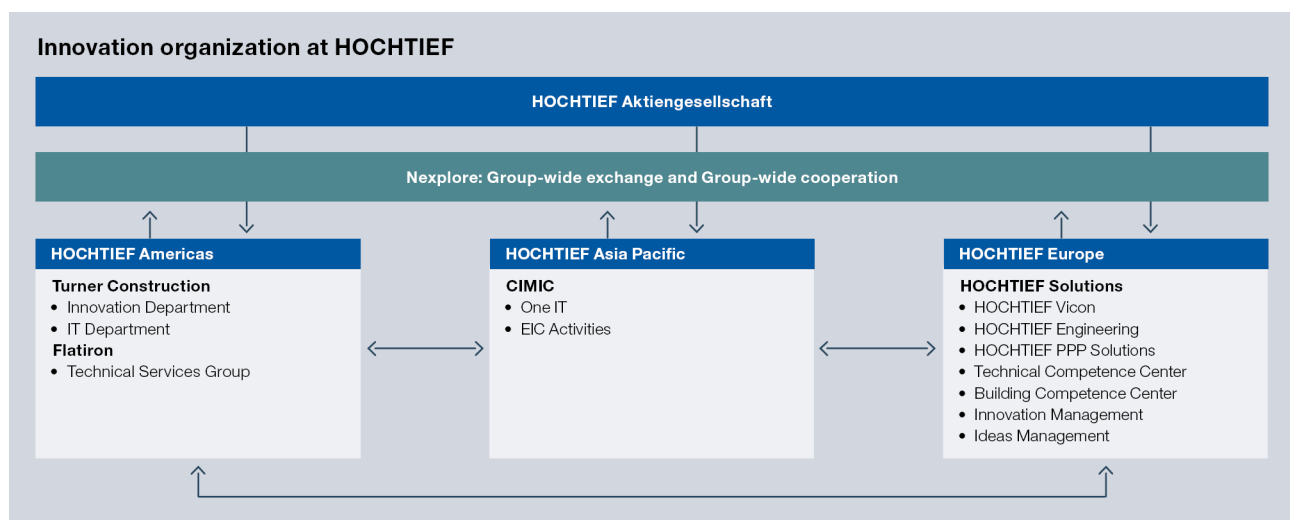 Innovation organization at HOCHTIEF
HOCHTIEF Aktiengesellschaft
Nexplore: Group-wide exchange and Group-wide cooperation
HOCHTIEF Americas
Turner Construction
• Innovation Department
• IT Department
Flatiron
• Technical Services Group
HOCHTIEF Asia Pacific
CIMIC
• One IT
• EIC Activities
HOCHTIEF Europe
HOCHTIEF Solutions
• HOCHTIEF Vicon
• HOCHTIEF Engineering
• HOCHTIEF PPP Solutions
• Technical Competence Center
• Building Competence Center
• Innovation Management
• Ideas Management